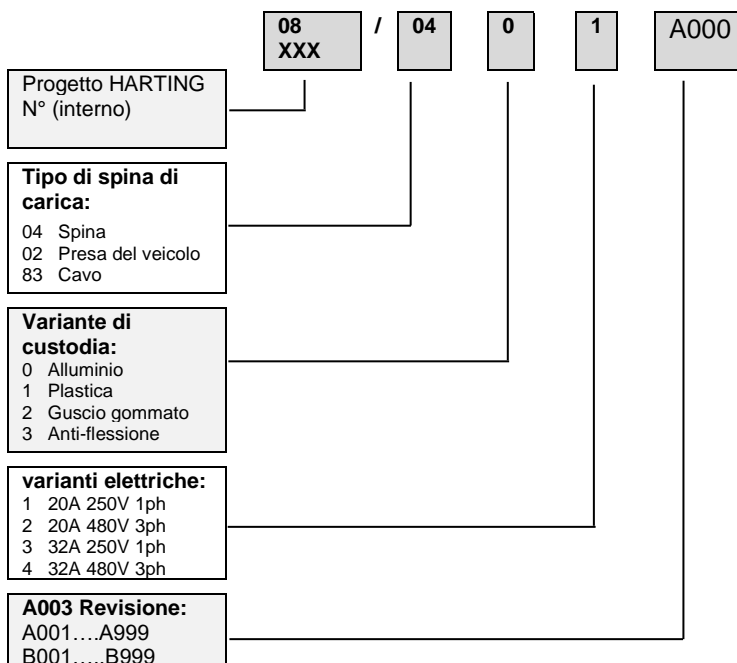 08 / 04 0 1 A000
XXX
Progetto HARTING
N° (interno)
Tipo di spina di
carica:
04 Spina
02 Presa del veicolo
83 Cavo
Variante di
custodia:
0 Alluminio
1 Plastica
2 Guscio gommato
3 Anti-flessione
varianti elettriche:
1 20A 250V 1ph
2 20A 480V 3ph
3 32A 250V 1ph
4 32A 480V 3ph
A003 Revisione:
A001….A999
B001…..B999